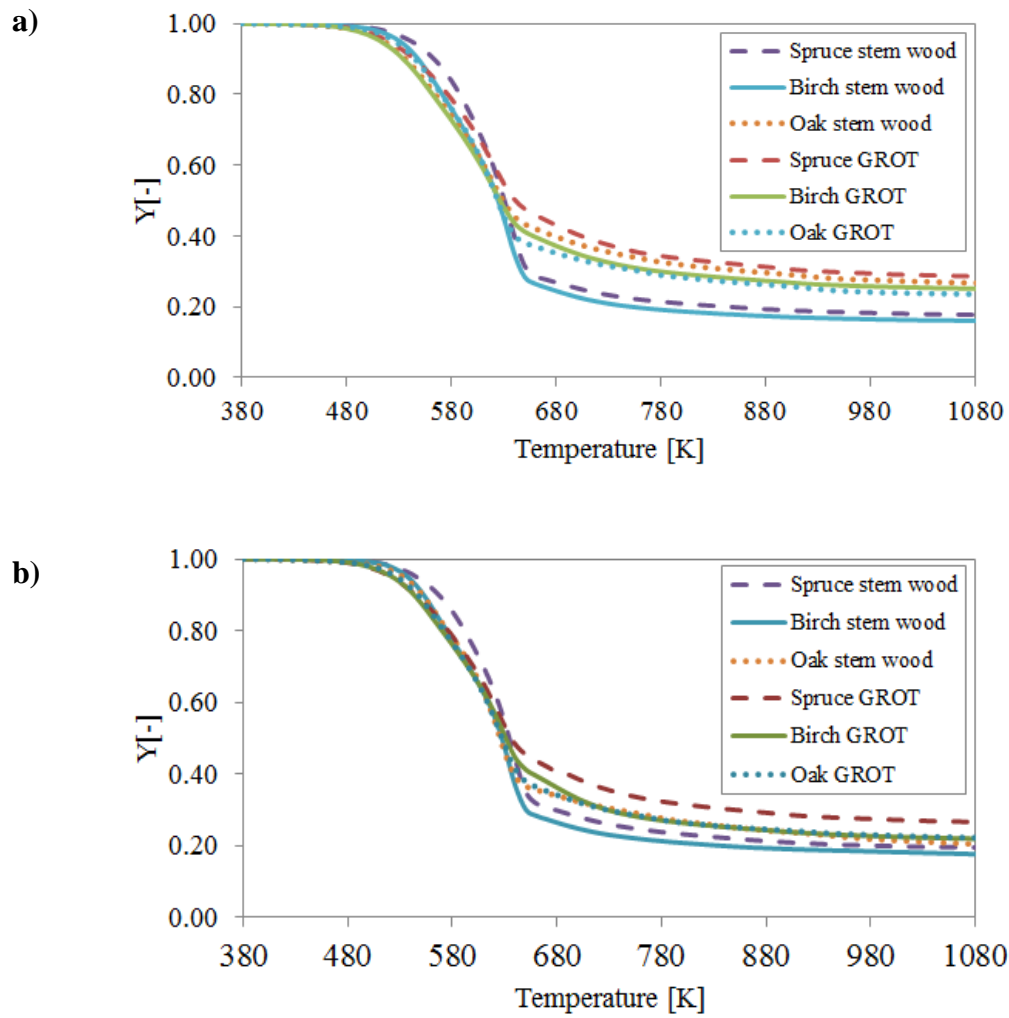 a)
Y[-]
1.00
0.80
0.60
0.40
0.20
0.00
Spruce stem wood
Birch stem wood
Oak stem wood
Spruce GROT
Birch GROT
Oak GROT
380 480 580 680 780 880 980 1080
Temperature [K]
b)
Y[-]
1.00
0.80
0.60
0.40
0.20
0.00
Spruce stem wood
Birch stem wood
Oak stem wood
Spruce GROT
Birch GROT
Oak GROT
380 480 580 680 780 880 980 1080
Temperature [K]